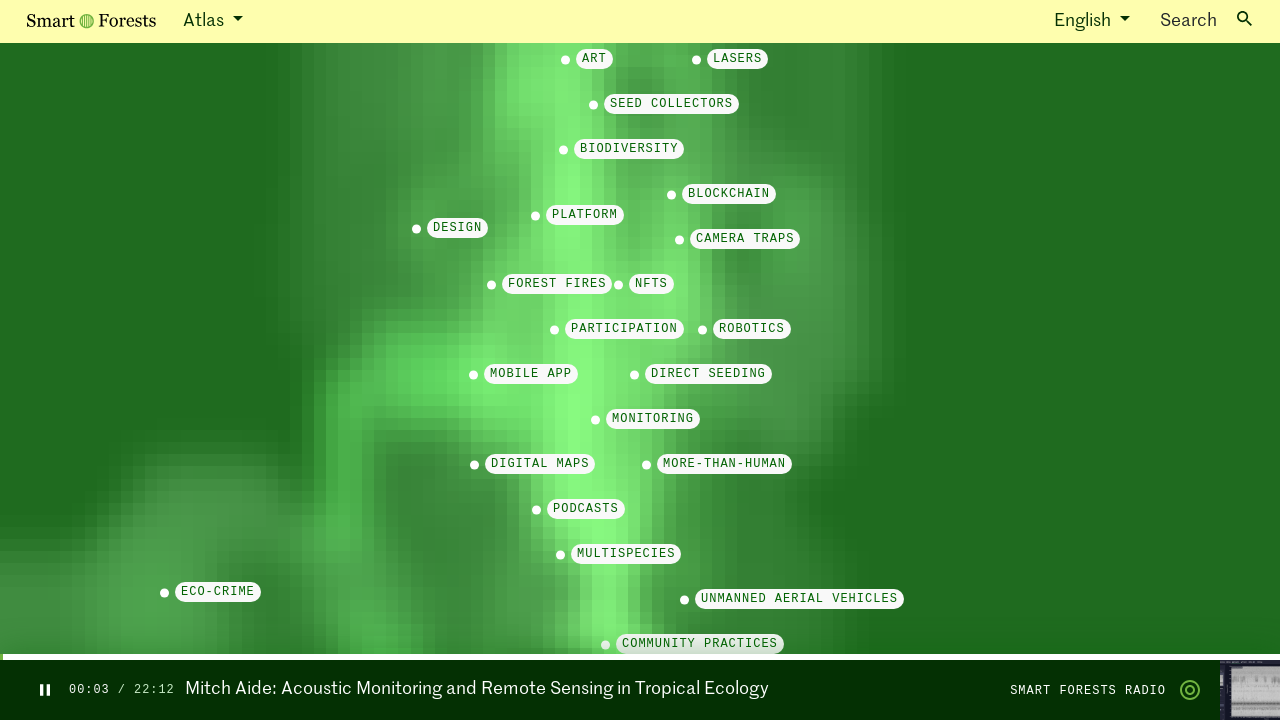 Smart Forests Atlas English Search
ART LASERS
SEED COLLECTORS
BIODIVERSITY
BLOCKCHAIN
PLATFORM
DESIGN
CAMERA TRAPS
FOREST FIRES NFTS
PARTICIPATION ROBOTICS
MOBILE APP DIRECT SEEDING
MONITORING
DIGITAL MAPS MORE-THAN-HUMAN
PODCASTS
MULTISPECIES
ECO-CRIME
UNMANNED AERIAL VEHICLES
COMMUNITY PRACTICES
00:03 / 22:12 Mitch Aide: Acoustic Monitoring and Remote Sensing in Tropical Ecology SMART FORESTS RADIO